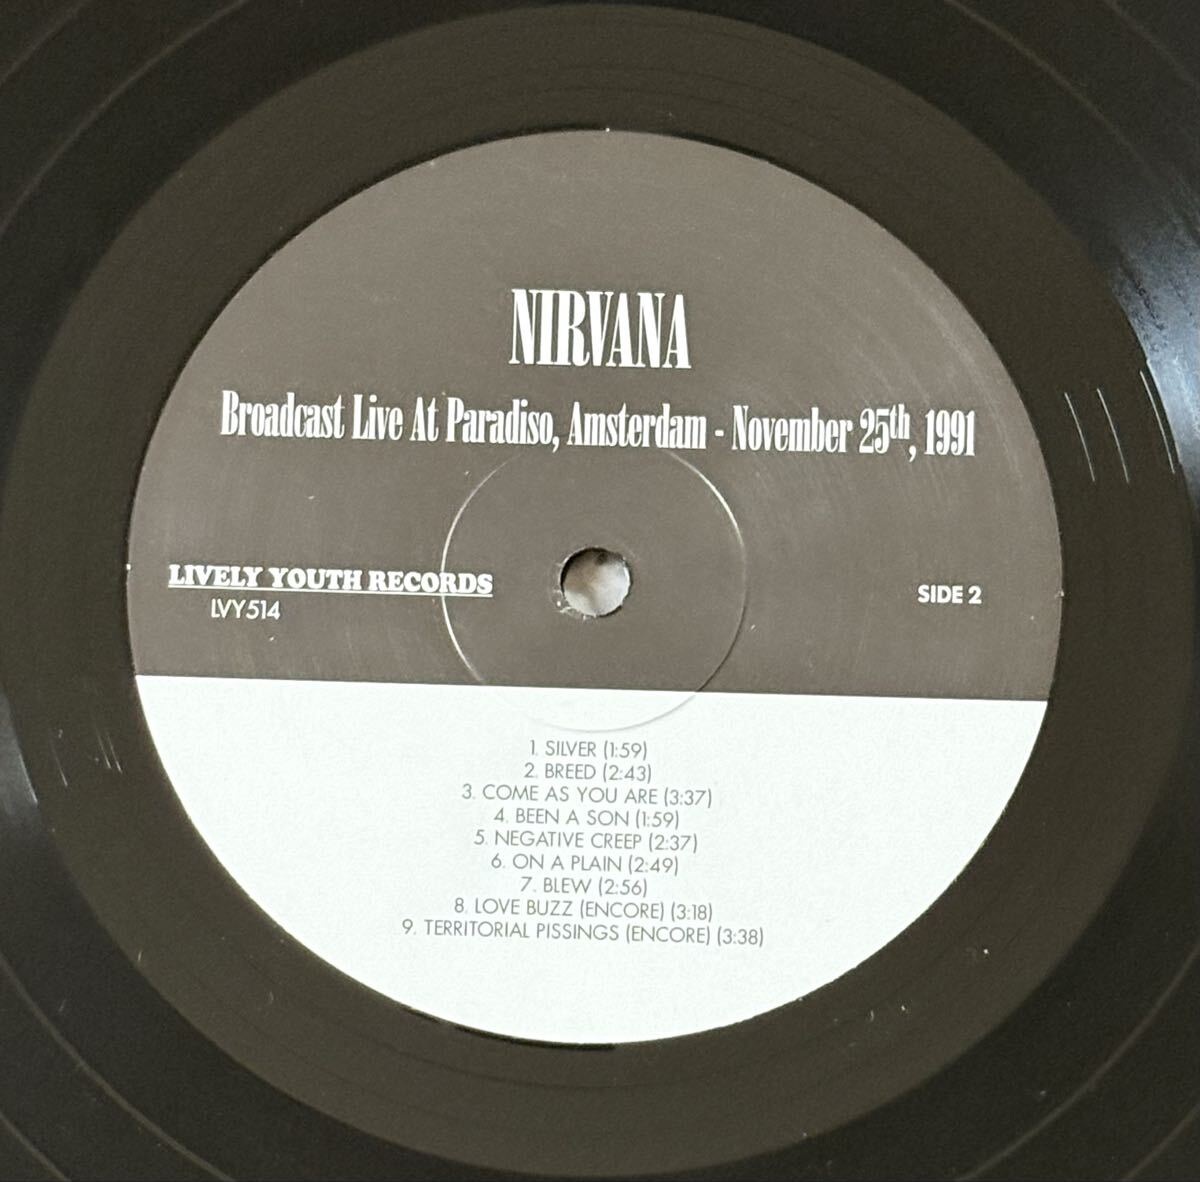 NIRVANA
Broadcast Live At Paradiso, Amsterdam - November 25th, 1991
LIVELY YOUTH RECORDS
LVY514
SIDE 2
1. SILVER (1:59)
2. BREED (2:43)
3. COME AS YOU ARE (3:37)
4. BEEN A SON (1:59)
5. NEGATIVE CREEP (2:37)
6. ON A PLAIN (2:49)
7. BLEW (2:56)
8. LOVE BUZZ (ENCORE) (3:18)
9. TERRITORIAL PISSINGS (ENCORE) (3:38)